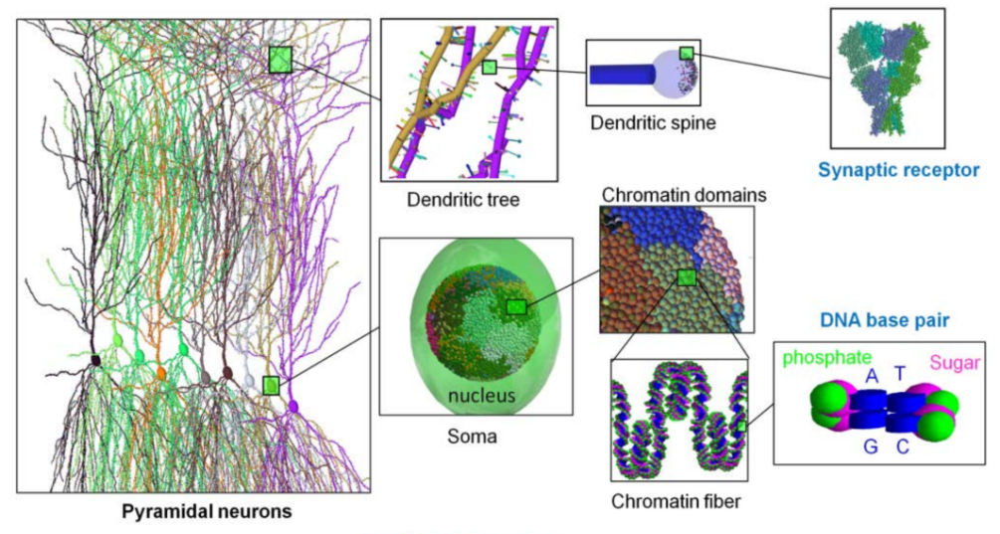 Dendritic spine
Synaptic receptor
Dendritic tree
Chromatin domains
DNA base pair
phosphate
Sugar
A T
G C
nucleus
Soma
Chromatin fiber
Pyramidal neurons